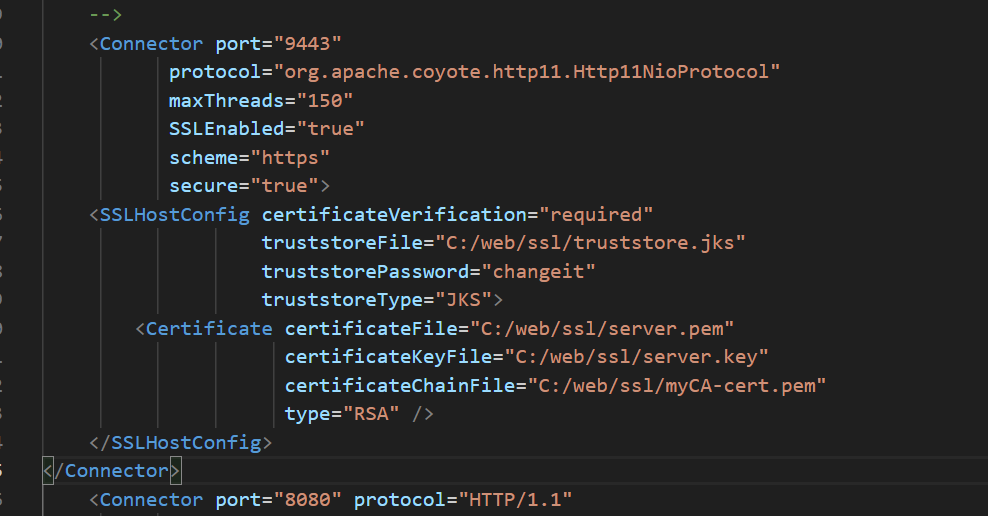 -->
<Connector port="9443"
protocol="org.apache.coyote.http11.Http11NioProtocol"
maxThreads="150"
SSLEnabled="true"
scheme="https"
secure="true">
<SSLHostConfig certificateVerification="required"
truststoreFile="C:/web/ssl/truststore.jks"
truststorePassword="changeit"
truststoreType="JKS">
<Certificate certificateFile="C:/web/ssl/server.pem"
certificateKeyFile="C:/web/ssl/server.key"
certificateChainFile="C:/web/ssl/myCA-cert.pem"
type="RSA" />
</SSLHostConfig>
</Connector>
<Connector port="8080" protocol="HTTP/1.1"